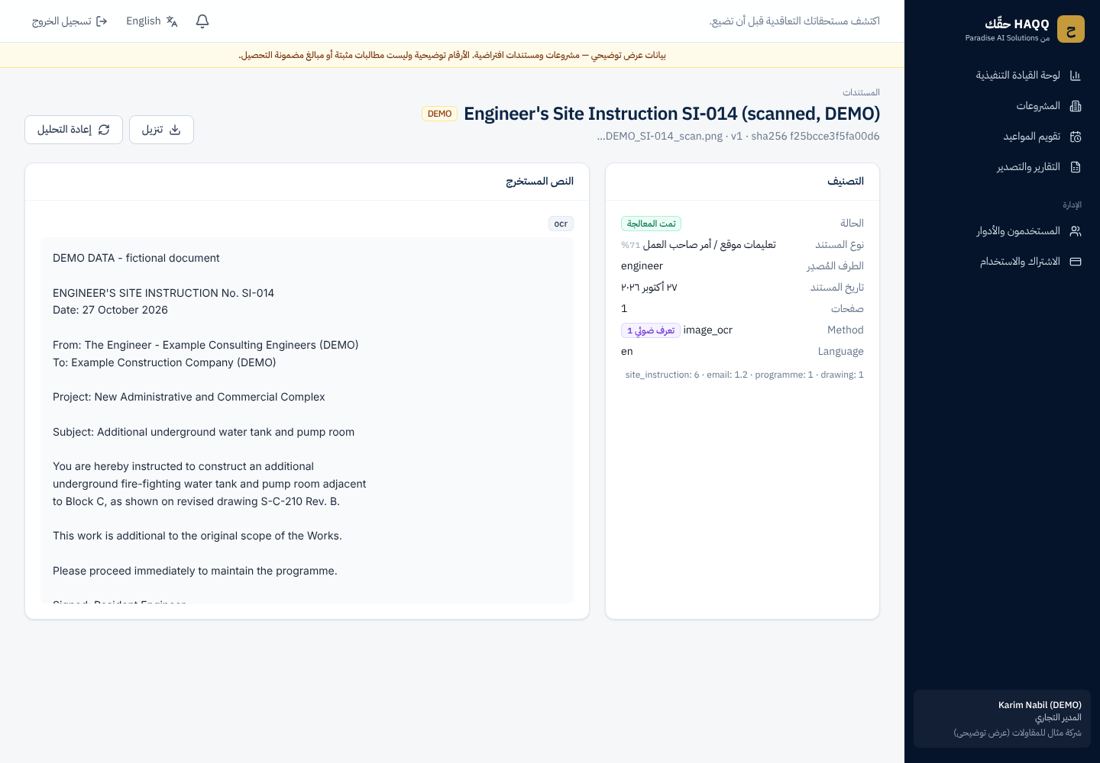 HAQQ حقّك
من Paradise AI Solutions
ح
لوحة القيادة التنفيذية
المشروعات
تقويم المواعيد
التقارير والتصدير
الإدارة
المستخدمون والأدوار
الاشتراك والاستخدام
Karim Nabil (DEMO)
المدير التجاري
شركة مثال للمقاولات (عرض توضيحي)
اكتشف مستحقاتك التعاقدية قبل أن تضيع.
English
تسجيل الخروج
بيانات عرض توضيحي — مشروعات ومستندات افتراضية. الأرقام توضيحية وليست مطالبات مثبتة أو مبالغ مضمونة التحصيل.
المستندات
Engineer's Site Instruction SI-014 (scanned, DEMO)
DEMO
DEMO_SI-014_scan.png · v1 · sha256 f25bcce3f5fa00d6…
تنزيل
إعادة التحليل
التصنيف
الحالة تمت المعالجة
نوع المستند تعليمات موقع / أمر صاحب العمل 71%
الطرف المُصدِر engineer
تاريخ المستند ٢٧ أكتوبر ٢٠٢٦
صفحات 1
Method image_ocr تعرف ضوئي 1
Language en
site_instruction: 6 · email: 1.2 · programme: 1 · drawing: 1
النص المستخرج
ocr
DEMO DATA - fictional document
ENGINEER'S SITE INSTRUCTION No. SI-014
Date: 27 October 2026
From: The Engineer - Example Consulting Engineers (DEMO)
To: Example Construction Company (DEMO)
Project: New Administrative and Commercial Complex
Subject: Additional underground water tank and pump room
You are hereby instructed to construct an additional
underground fire-fighting water tank and pump room adjacent
to Block C, as shown on revised drawing S-C-210 Rev. B.
This work is additional to the original scope of the Works.
Please proceed immediately to maintain the programme.
Signed, Resident Engineer